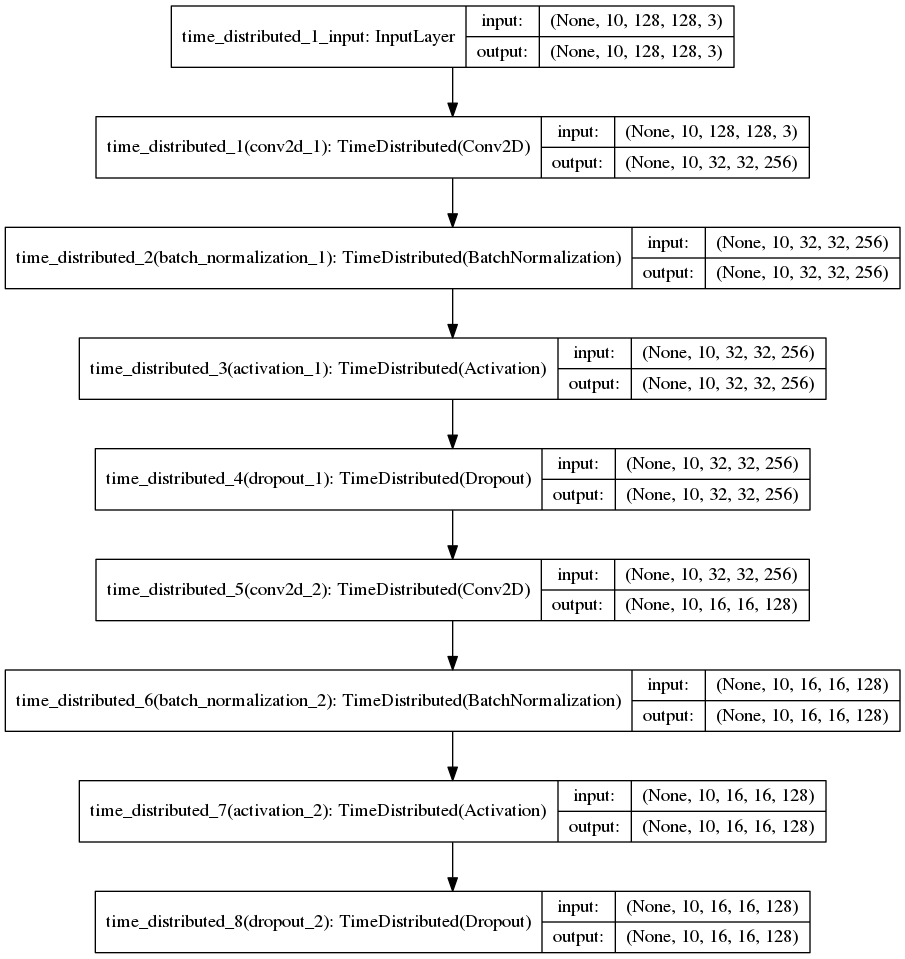 time_distributed_1_input: InputLayer
input: (None, 10, 128, 128, 3)
output: (None, 10, 128, 128, 3)
time_distributed_1(conv2d_1): TimeDistributed(Conv2D)
input: (None, 10, 128, 128, 3)
output: (None, 10, 32, 32, 256)
time_distributed_2(batch_normalization_1): TimeDistributed(BatchNormalization)
input: (None, 10, 32, 32, 256)
output: (None, 10, 32, 32, 256)
time_distributed_3(activation_1): TimeDistributed(Activation)
input: (None, 10, 32, 32, 256)
output: (None, 10, 32, 32, 256)
time_distributed_4(dropout_1): TimeDistributed(Dropout)
input: (None, 10, 32, 32, 256)
output: (None, 10, 32, 32, 256)
time_distributed_5(conv2d_2): TimeDistributed(Conv2D)
input: (None, 10, 32, 32, 256)
output: (None, 10, 16, 16, 128)
time_distributed_6(batch_normalization_2): TimeDistributed(BatchNormalization)
input: (None, 10, 16, 16, 128)
output: (None, 10, 16, 16, 128)
time_distributed_7(activation_2): TimeDistributed(Activation)
input: (None, 10, 16, 16, 128)
output: (None, 10, 16, 16, 128)
time_distributed_8(dropout_2): TimeDistributed(Dropout)
input: (None, 10, 16, 16, 128)
output: (None, 10, 16, 16, 128)